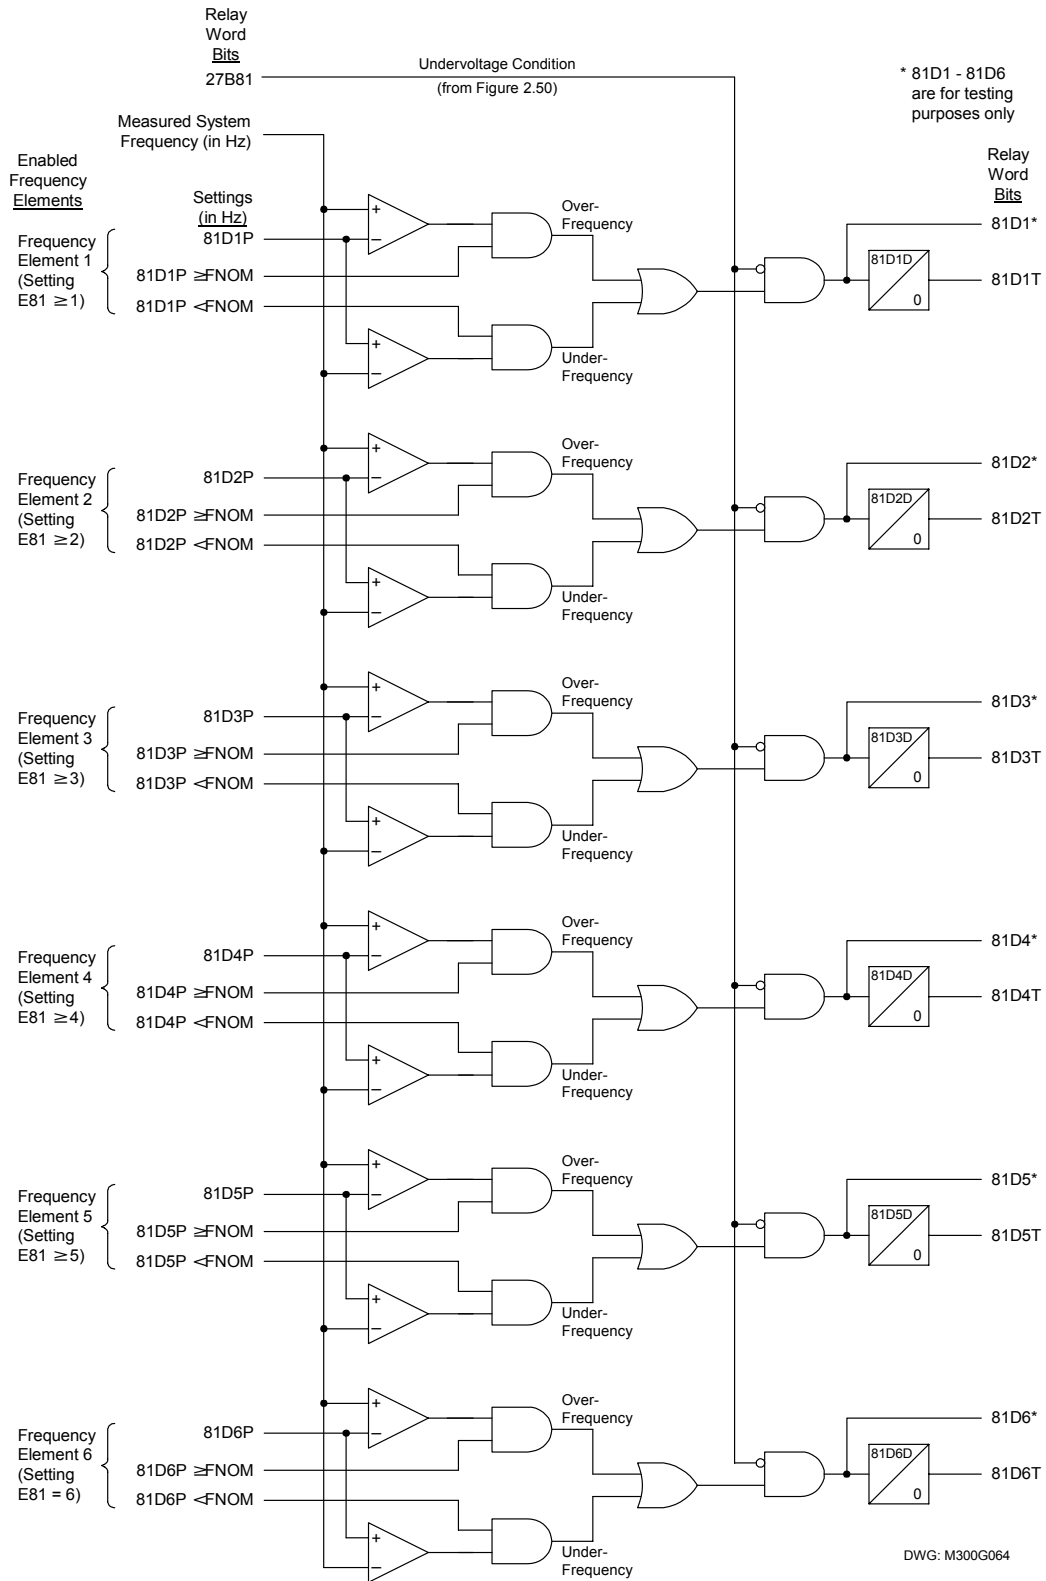 Relay
Word
Bits
27B81
Undervoltage Condition
(from Figure 2.50)
* 81D1 - 81D6
are for testing
purposes only
Measured System
Frequency (in Hz)
Enabled
Frequency
Elements
Settings
(in Hz)
Relay
Word
Bits
Frequency
Element 1
(Setting
E81 ≥ 1)
81D1P
81D1P ≥FNOM
81D1P <FNOM
+
−
+
−
Over-
Frequency
Under-
Frequency
81D1D
0
81D1*
81D1T
Frequency
Element 2
(Setting
E81 ≥ 2)
81D2P
81D2P ≥FNOM
81D2P <FNOM
+
−
+
−
Over-
Frequency
Under-
Frequency
81D2D
0
81D2*
81D2T
Frequency
Element 3
(Setting
E81 ≥ 3)
81D3P
81D3P ≥FNOM
81D3P <FNOM
+
−
+
−
Over-
Frequency
Under-
Frequency
81D3D
0
81D3*
81D3T
Frequency
Element 4
(Setting
E81 ≥ 4)
81D4P
81D4P ≥FNOM
81D4P <FNOM
+
−
+
−
Over-
Frequency
Under-
Frequency
81D4D
0
81D4*
81D4T
Frequency
Element 5
(Setting
E81 ≥ 5)
81D5P
81D5P ≥FNOM
81D5P <FNOM
+
−
+
−
Over-
Frequency
Under-
Frequency
81D5D
0
81D5*
81D5T
Frequency
Element 6
(Setting
E81 = 6)
81D6P
81D6P ≥FNOM
81D6P <FNOM
+
−
+
−
Over-
Frequency
Under-
Frequency
81D6D
0
81D6*
81D6T
DWG: M300G064